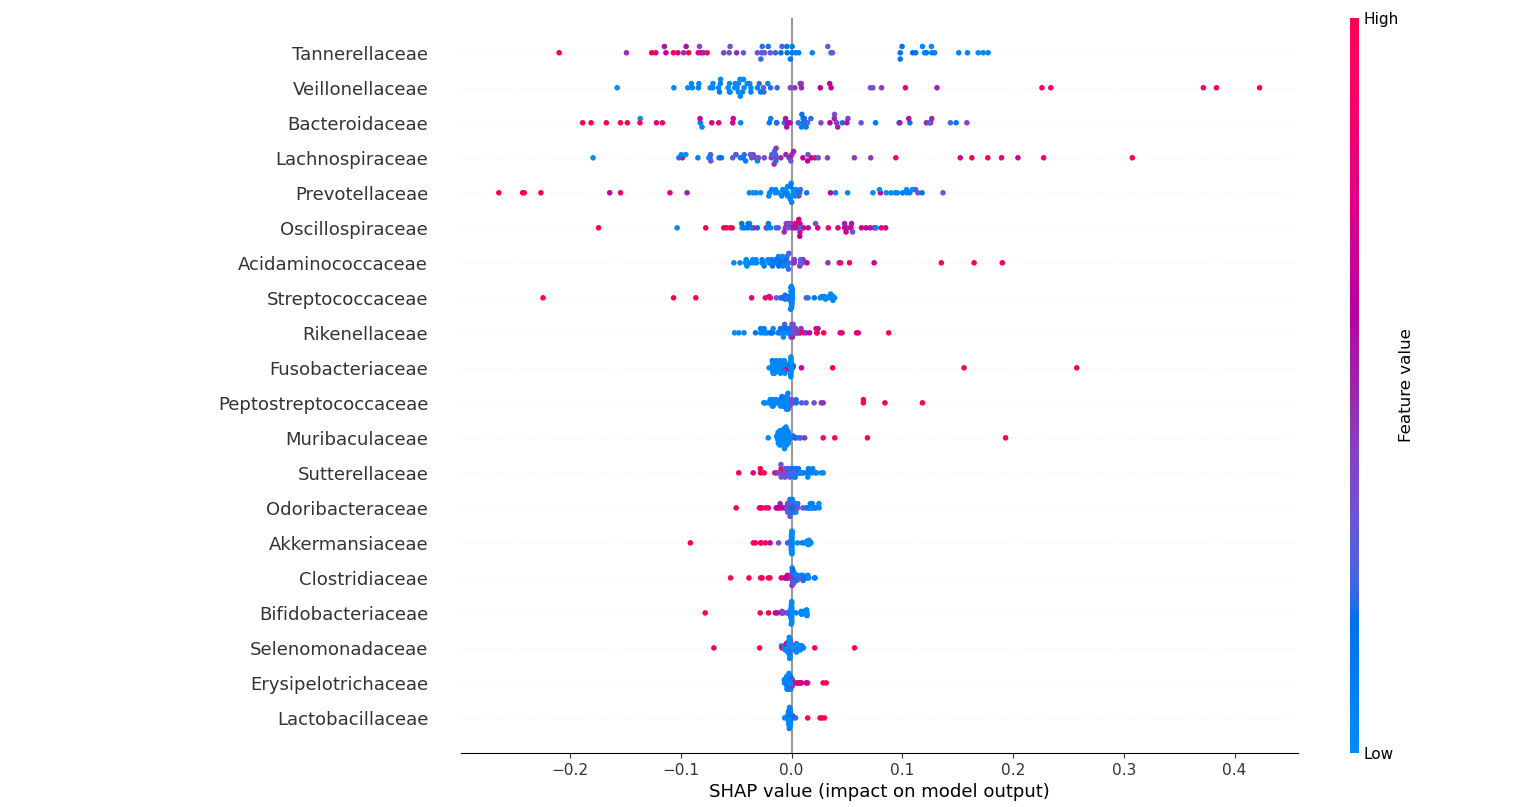 High
Tannerellaceae
Veillonellaceae
Bacteroidaceae
Lachnospiraceae
Prevotellaceae
Oscillospiraceae
Acidaminococcaceae
Streptococcaceae
Rikenellaceae
Fusobacteriaceae
Peptostreptococcaceae
Muribaculaceae
Sutterellaceae
Odoribacteraceae
Akkermansiaceae
Clostridiaceae
Bifidobacteriaceae
Selenomonadaceae
Erysipelotrichaceae
Lactobacillaceae
Feature value
Low
−0.2 −0.1 0.0 0.1 0.2 0.3 0.4
SHAP value (impact on model output)